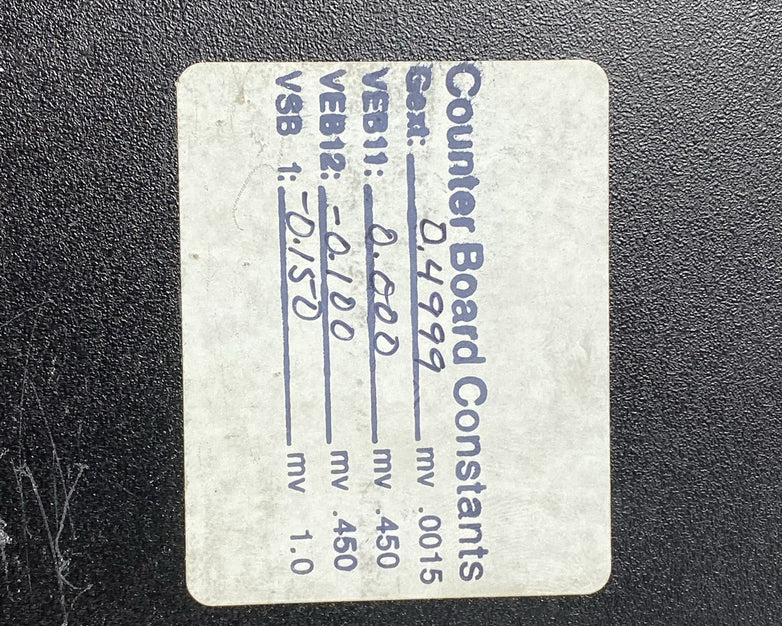 Counter Board Constants
Gext: 0.4999 mv .0015
VEB11: 0.000 mv .450
VEB12: -0.100 mv .450
VSB 1: -0.150 mv 1.0